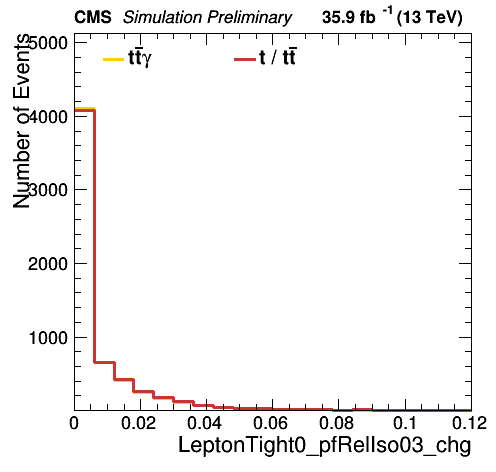 CMS Simulation Preliminary 35.9 fb⁻¹ (13 TeV)
tt̄γ t / tt̄
Number of Events
5000
4000
3000
2000
1000
0 0.02 0.04 0.06 0.08 0.1 0.12
LeptonTight0_pfRelIso03_chg